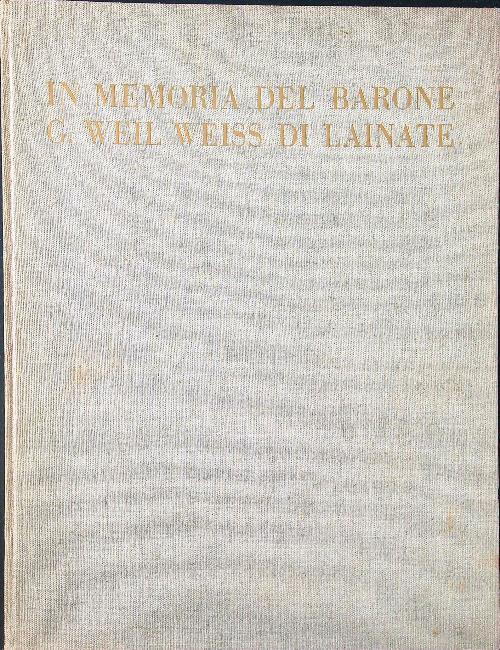 IN MEMORIA DEL BARONE
G. WEIL WEISS DI LAINATE